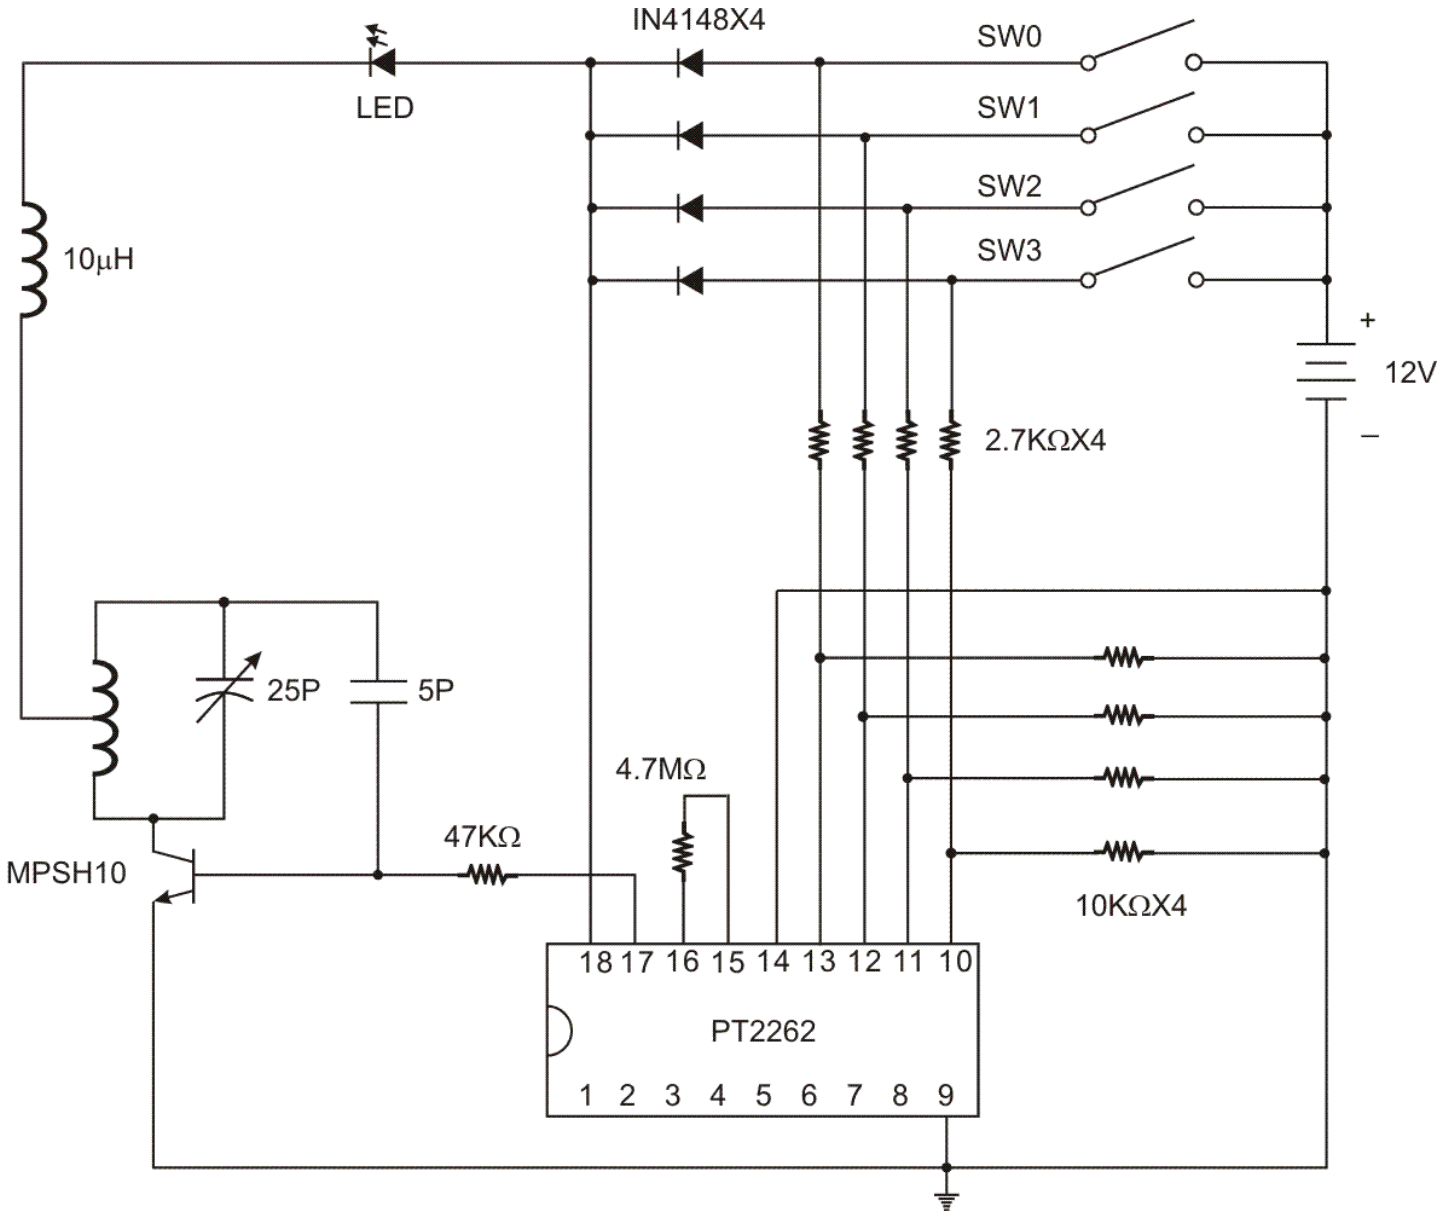 IN4148X4
SW0
LED
SW1
SW2
SW3
10μH
+
12V
2.7KΩX4
–
25P
5P
4.7MΩ
47KΩ
MPSH10
10KΩX4
18 17 16 15 14 13 12 11 10
PT2262
1 2 3 4 5 6 7 8 9